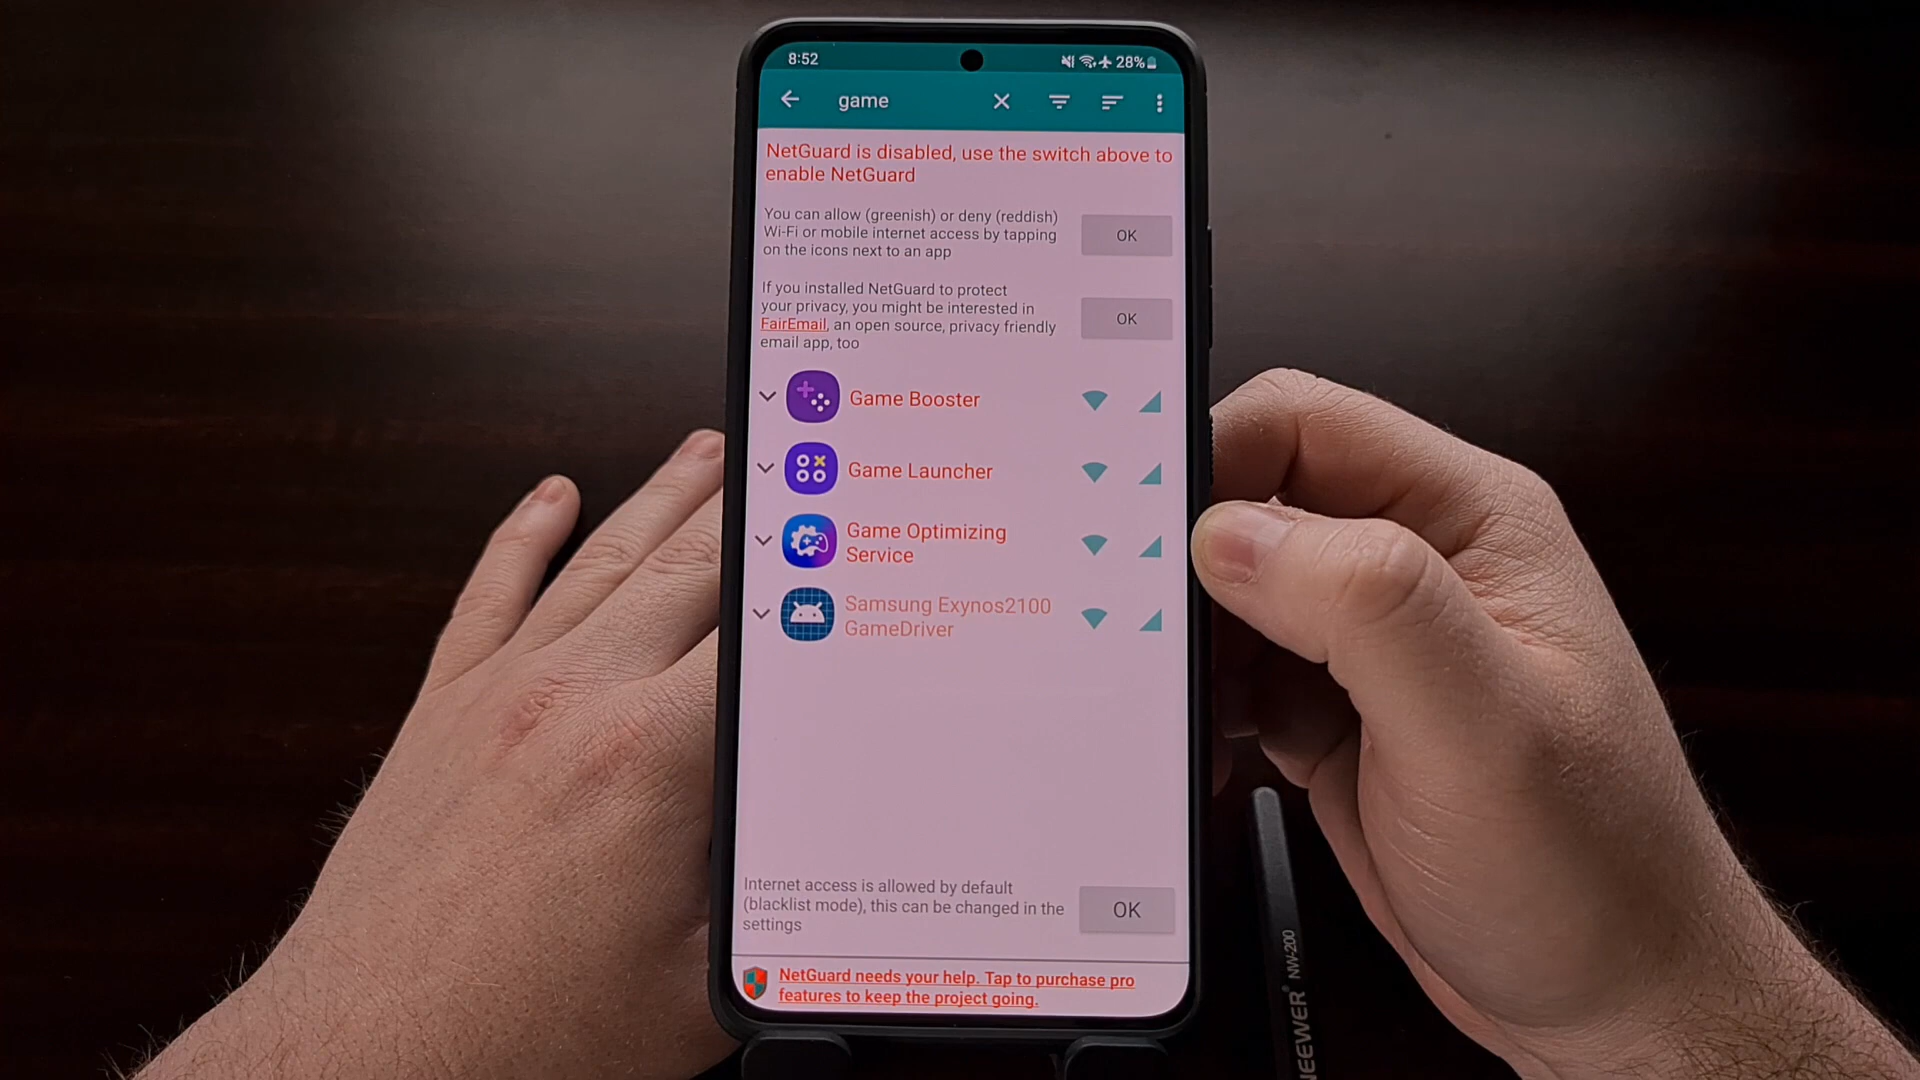 8:52
28%
game
NetGuard is disabled, use the switch above to
enable NetGuard
You can allow (greenish) or deny (reddish)
Wi-Fi or mobile internet access by tapping
on the icons next to an app
OK
If you installed NetGuard to protect
your privacy, you might be interested in
FairEmail, an open source, privacy friendly
email app, too
OK
Game Booster
Game Launcher
Game Optimizing
Service
Samsung Exynos2100
GameDriver
Internet access is allowed by default
(blacklist mode), this can be changed in the
settings
OK
NetGuard needs your help. Tap to purchase pro
features to keep the project going.
NEEWER® NW-200